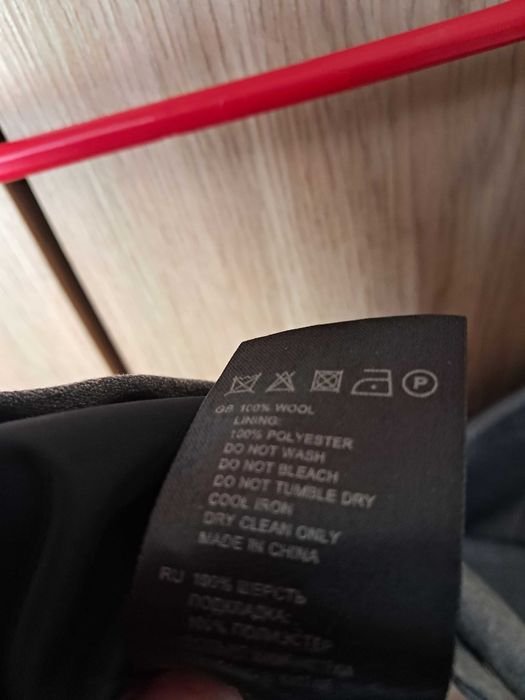 P
GB 100% WOOL
LINING:
100% POLYESTER
DO NOT WASH
DO NOT BLEACH
DO NOT TUMBLE DRY
COOL IRON
DRY CLEAN ONLY
MADE IN CHINA
RU 100% ШЕРСТЬ
ПОДКЛАДКА:
100% ПОЛИЭСТЕР